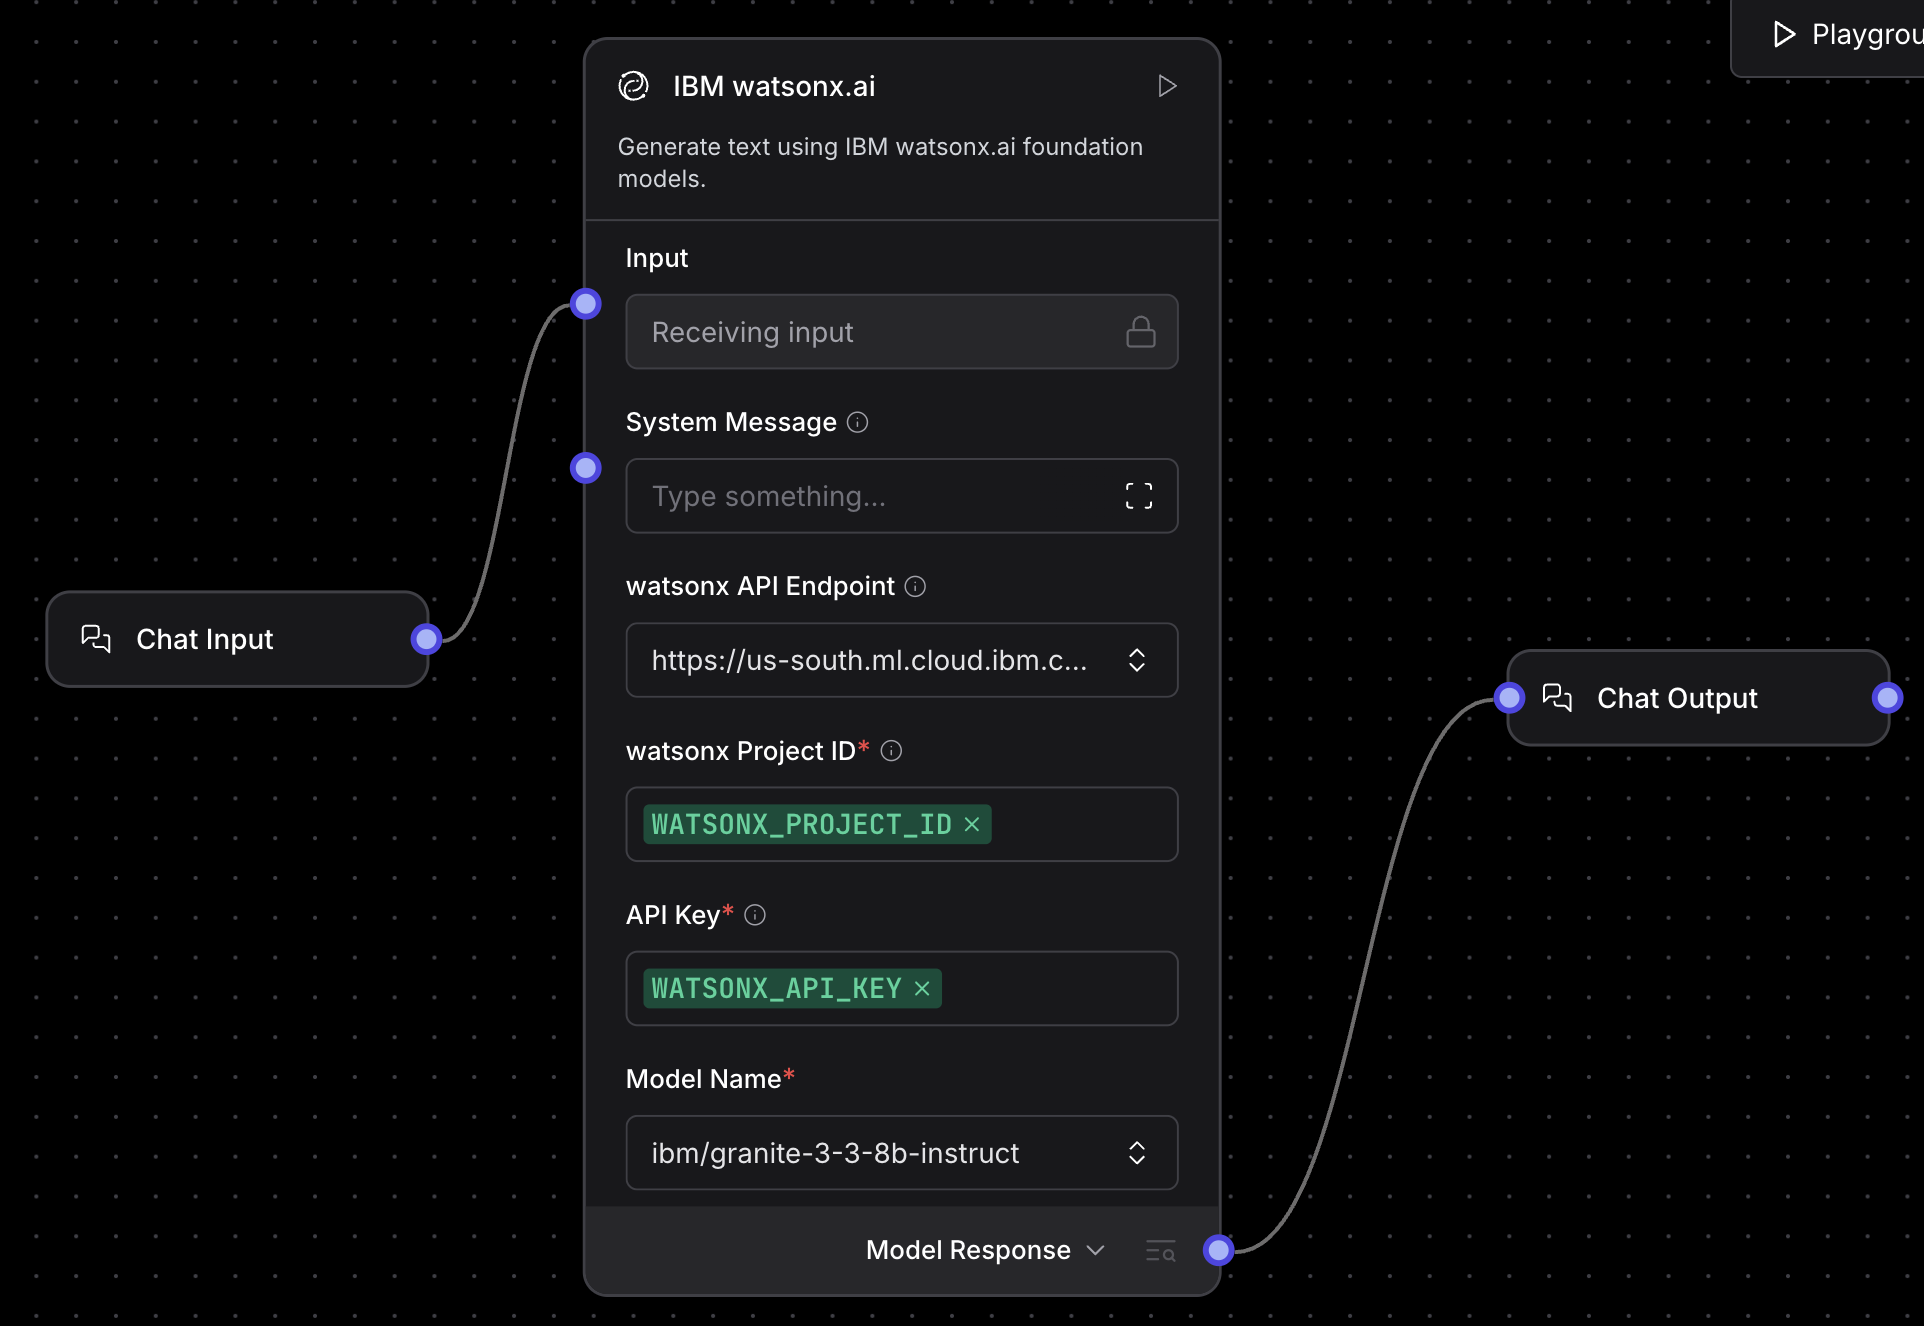 Playgrou
IBM watsonx.ai
Generate text using IBM watsonx.ai foundation
models.
Input
Receiving input
System Message
Type something...
watsonx API Endpoint
https://us-south.ml.cloud.ibm.c...
watsonx Project ID*
WATSONX_PROJECT_ID ×
API Key*
WATSONX_API_KEY ×
Model Name*
ibm/granite-3-3-8b-instruct
Model Response
Chat Input
Chat Output